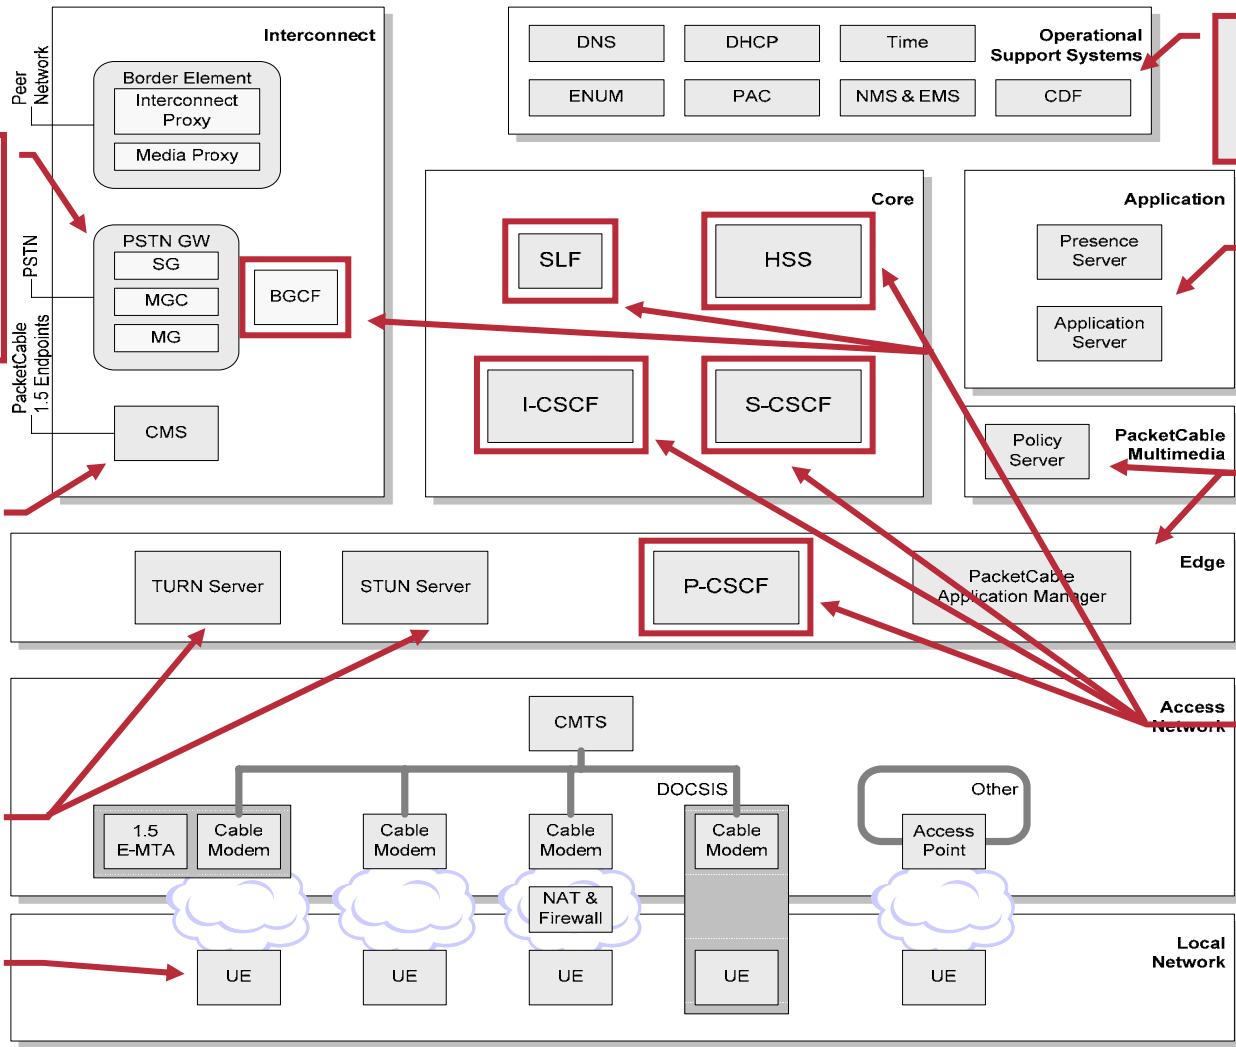 Interconnect
Peer
Network
Border Element
Interconnect
Proxy
Media Proxy
PSTN
PSTN GW
SG
MGC
MG
BGCF
PacketCable
1.5 Endpoints
CMS
DNS
DHCP
Time
Operational
Support Systems
ENUM
PAC
NMS & EMS
CDF
Core
SLF
HSS
I-CSCF
S-CSCF
Application
Presence
Server
Application
Server
Policy
Server
PacketCable
Multimedia
Edge
TURN Server
STUN Server
P-CSCF
PacketCable
Application Manager
Access
Network
CMTS
DOCSIS
Other
1.5
E-MTA
Cable
Modem
Cable
Modem
Cable
Modem
Cable
Modem
Access
Point
NAT &
Firewall
Local
Network
UE
UE
UE
UE
UE